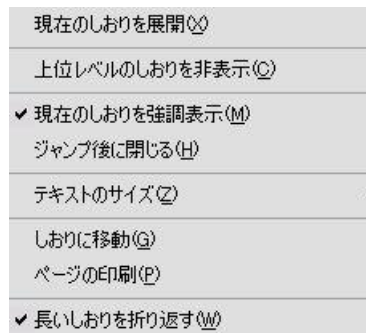 現在のしおりを展開(X)
上位レベルのしおりを非表示(C)
✔現在のしおりを強調表示(M)
ジャンプ後に閉じる(H)
テキストのサイズ(Z)
しおりに移動(G)
ページの印刷(P)
✔長いしおりを折り返す(W)